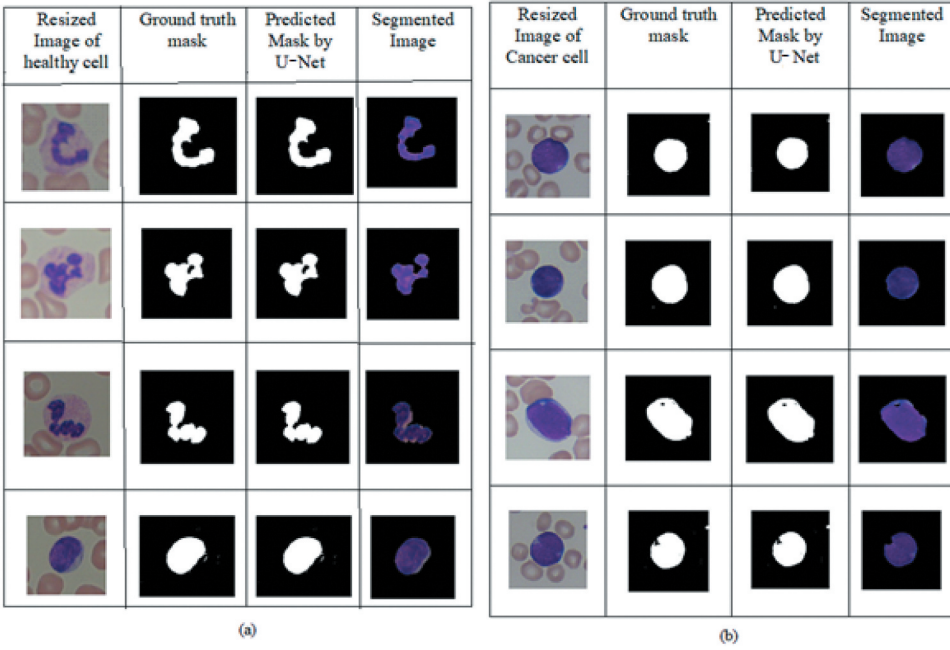 Resized
Image of
healthy cell
Ground truth
mask
Predicted
Mask by
U-Net
Segmented
Image
(a)
Resized
Image of
Cancer cell
Ground truth
mask
Predicted
Mask by
U- Net
Segmented
Image
(b)